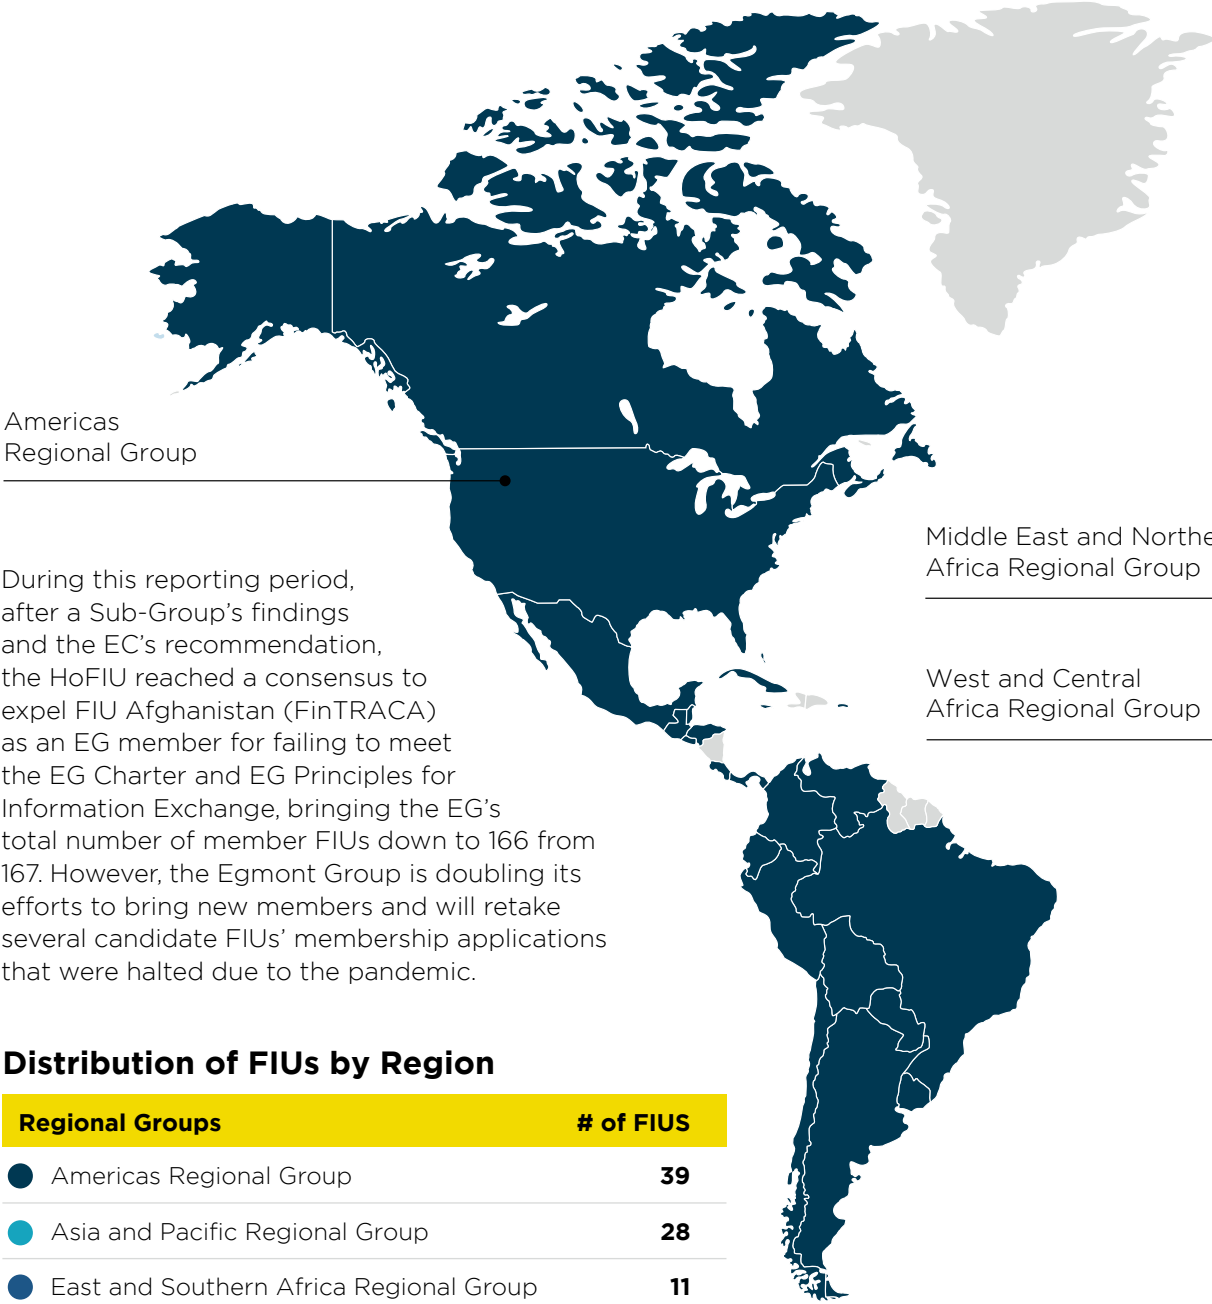 Americas
Regional Group
Middle East and Northe
Africa Regional Group
West and Central
Africa Regional Group
During this reporting period,
after a Sub-Group’s findings
and the EC’s recommendation,
the HoFIU reached a consensus to
expel FIU Afghanistan (FinTRACA)
as an EG member for failing to meet
the EG Charter and EG Principles for
Information Exchange, bringing the EG’s
total number of member FIUs down to 166 from
167. However, the Egmont Group is doubling its
efforts to bring new members and will retake
several candidate FIUs’ membership applications
that were halted due to the pandemic.
Distribution of FIUs by Region
Regional Groups # of FIUS
Americas Regional Group 39
Asia and Pacific Regional Group 28
East and Southern Africa Regional Group 11